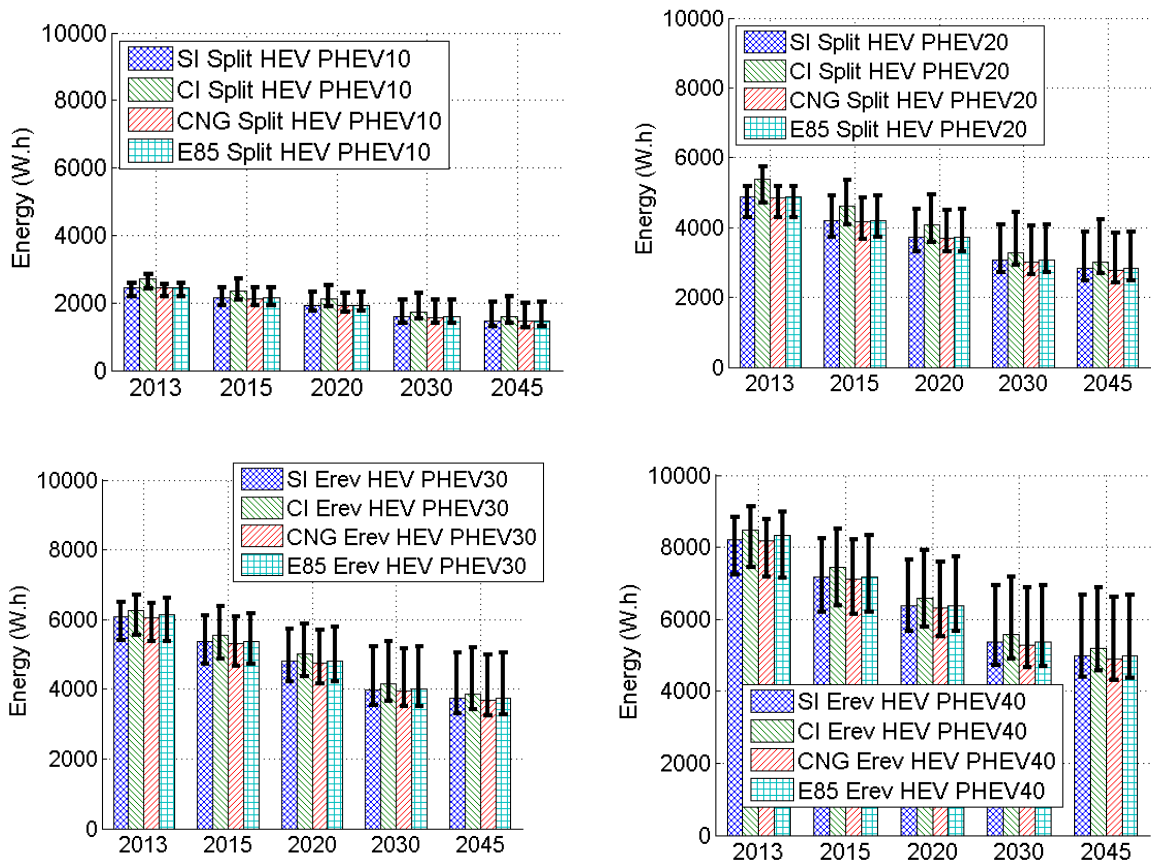 10000
8000
6000
4000
2000
0
Energy (W.h)
SI Split HEV PHEV10
CI Split HEV PHEV10
CNG Split HEV PHEV10
E85 Split HEV PHEV10
2013 2015 2020 2030 2045
10000
8000
6000
4000
2000
0
Energy (W.h)
SI Split HEV PHEV20
CI Split HEV PHEV20
CNG Split HEV PHEV20
E85 Split HEV PHEV20
2013 2015 2020 2030 2045
10000
8000
6000
4000
2000
0
Energy (W.h)
SI Erev HEV PHEV30
CI Erev HEV PHEV30
CNG Erev HEV PHEV30
E85 Erev HEV PHEV30
2013 2015 2020 2030 2045
10000
8000
6000
4000
2000
0
Energy (W.h)
SI Erev HEV PHEV40
CI Erev HEV PHEV40
CNG Erev HEV PHEV40
E85 Erev HEV PHEV40
2013 2015 2020 2030 2045